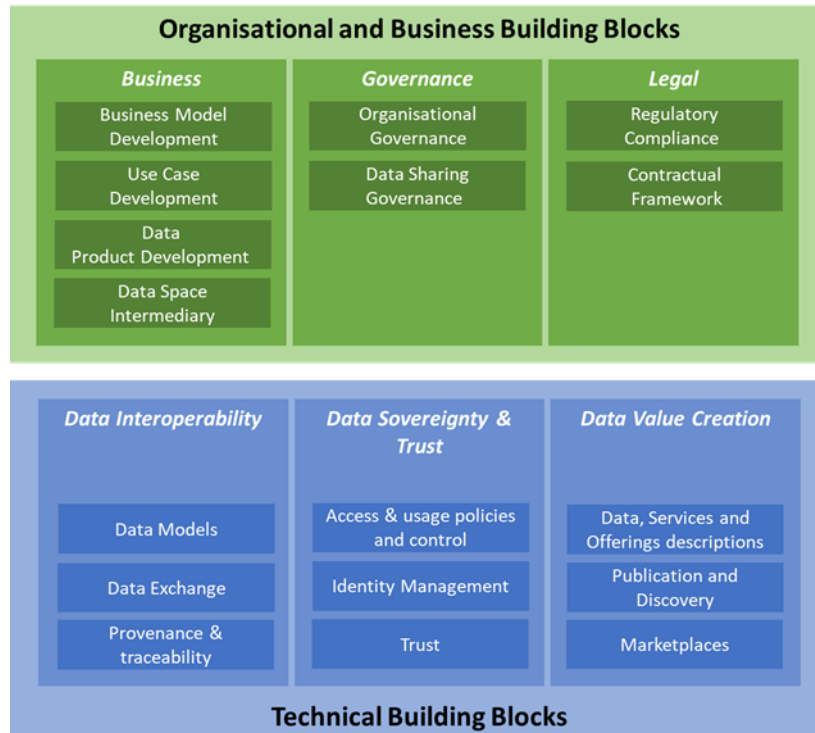 Organisational and Business Building Blocks
Business
Business Model
Development
Use Case
Development
Data
Product Development
Data Space
Intermediary
Governance
Organisational
Governance
Data Sharing
Governance
Legal
Regulatory
Compliance
Contractual
Framework
Data Interoperability
Data Models
Data Exchange
Provenance &
traceability
Data Sovereignty &
Trust
Access & usage policies
and control
Identity Management
Trust
Data Value Creation
Data, Services and
Offerings descriptions
Publication and
Discovery
Marketplaces
Technical Building Blocks